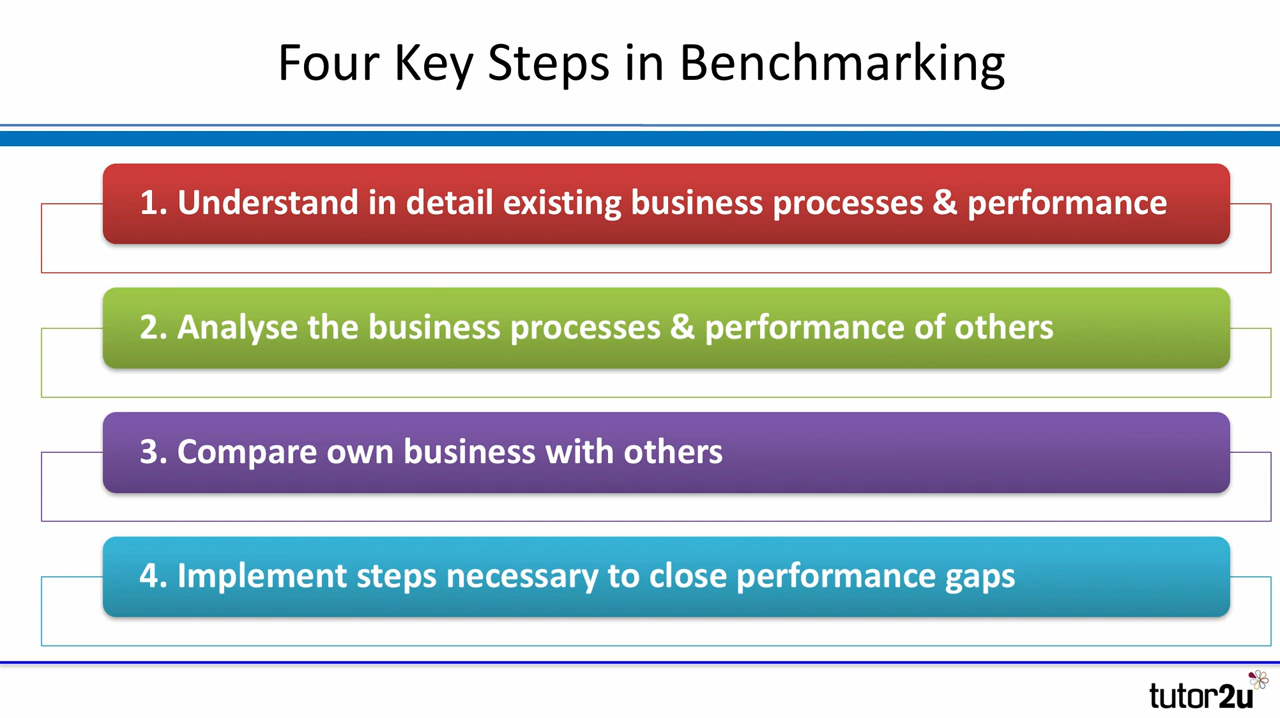 Four Key Steps in Benchmarking
1. Understand in detail existing business processes & performance
2. Analyse the business processes & performance of others
3. Compare own business with others
4. Implement steps necessary to close performance gaps
tutor2u